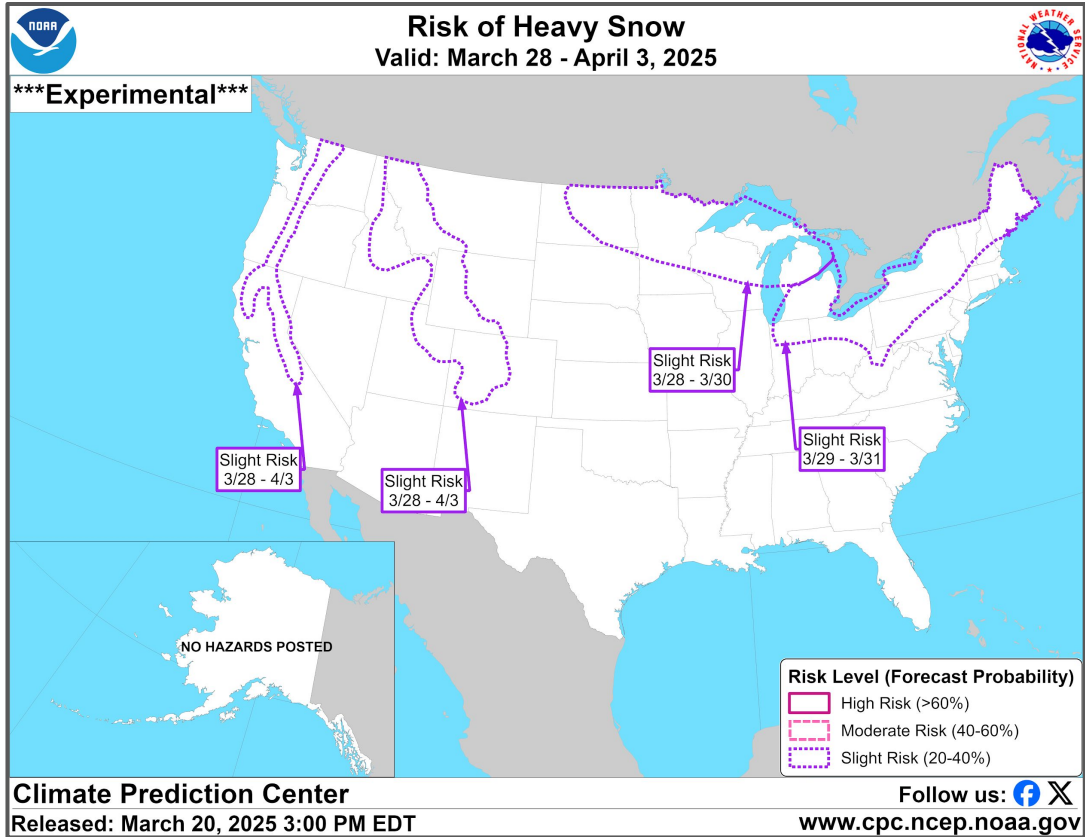 NOAA
Risk of Heavy Snow
Valid: March 28 - April 3, 2025
NATIONAL WEATHER SERVICE
***Experimental***
Slight Risk
3/28 - 3/30
Slight Risk
3/29 - 3/31
Slight Risk
3/28 - 4/3
Slight Risk
3/28 - 4/3
NO HAZARDS POSTED
Risk Level (Forecast Probability)
High Risk (>60%)
Moderate Risk (40-60%)
Slight Risk (20-40%)
Climate Prediction Center
Follow us:
Released: March 20, 2025 3:00 PM EDT
www.cpc.ncep.noaa.gov